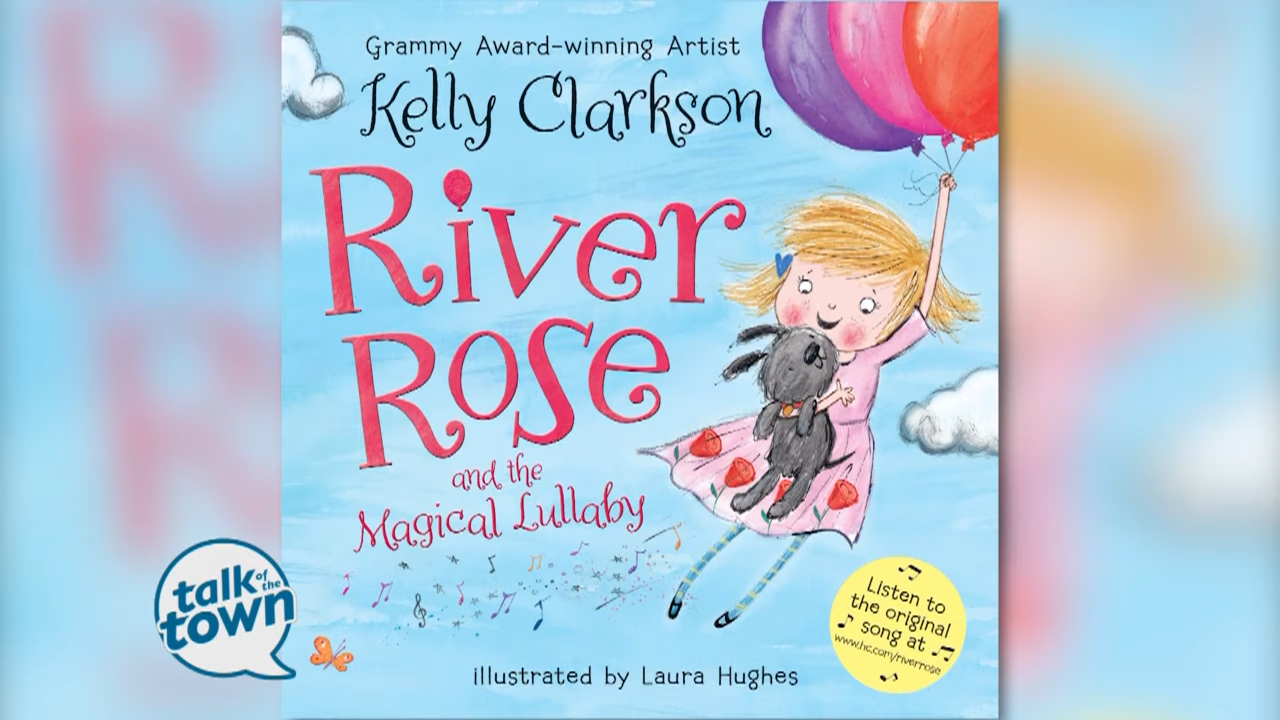 Grammy Award-winning Artist
Kelly Clarkson
River
Rose
and the
Magical Lullaby
Listen to
the original
song at
www.hc.com/riverrose
illustrated by Laura Hughes
talk of the
town